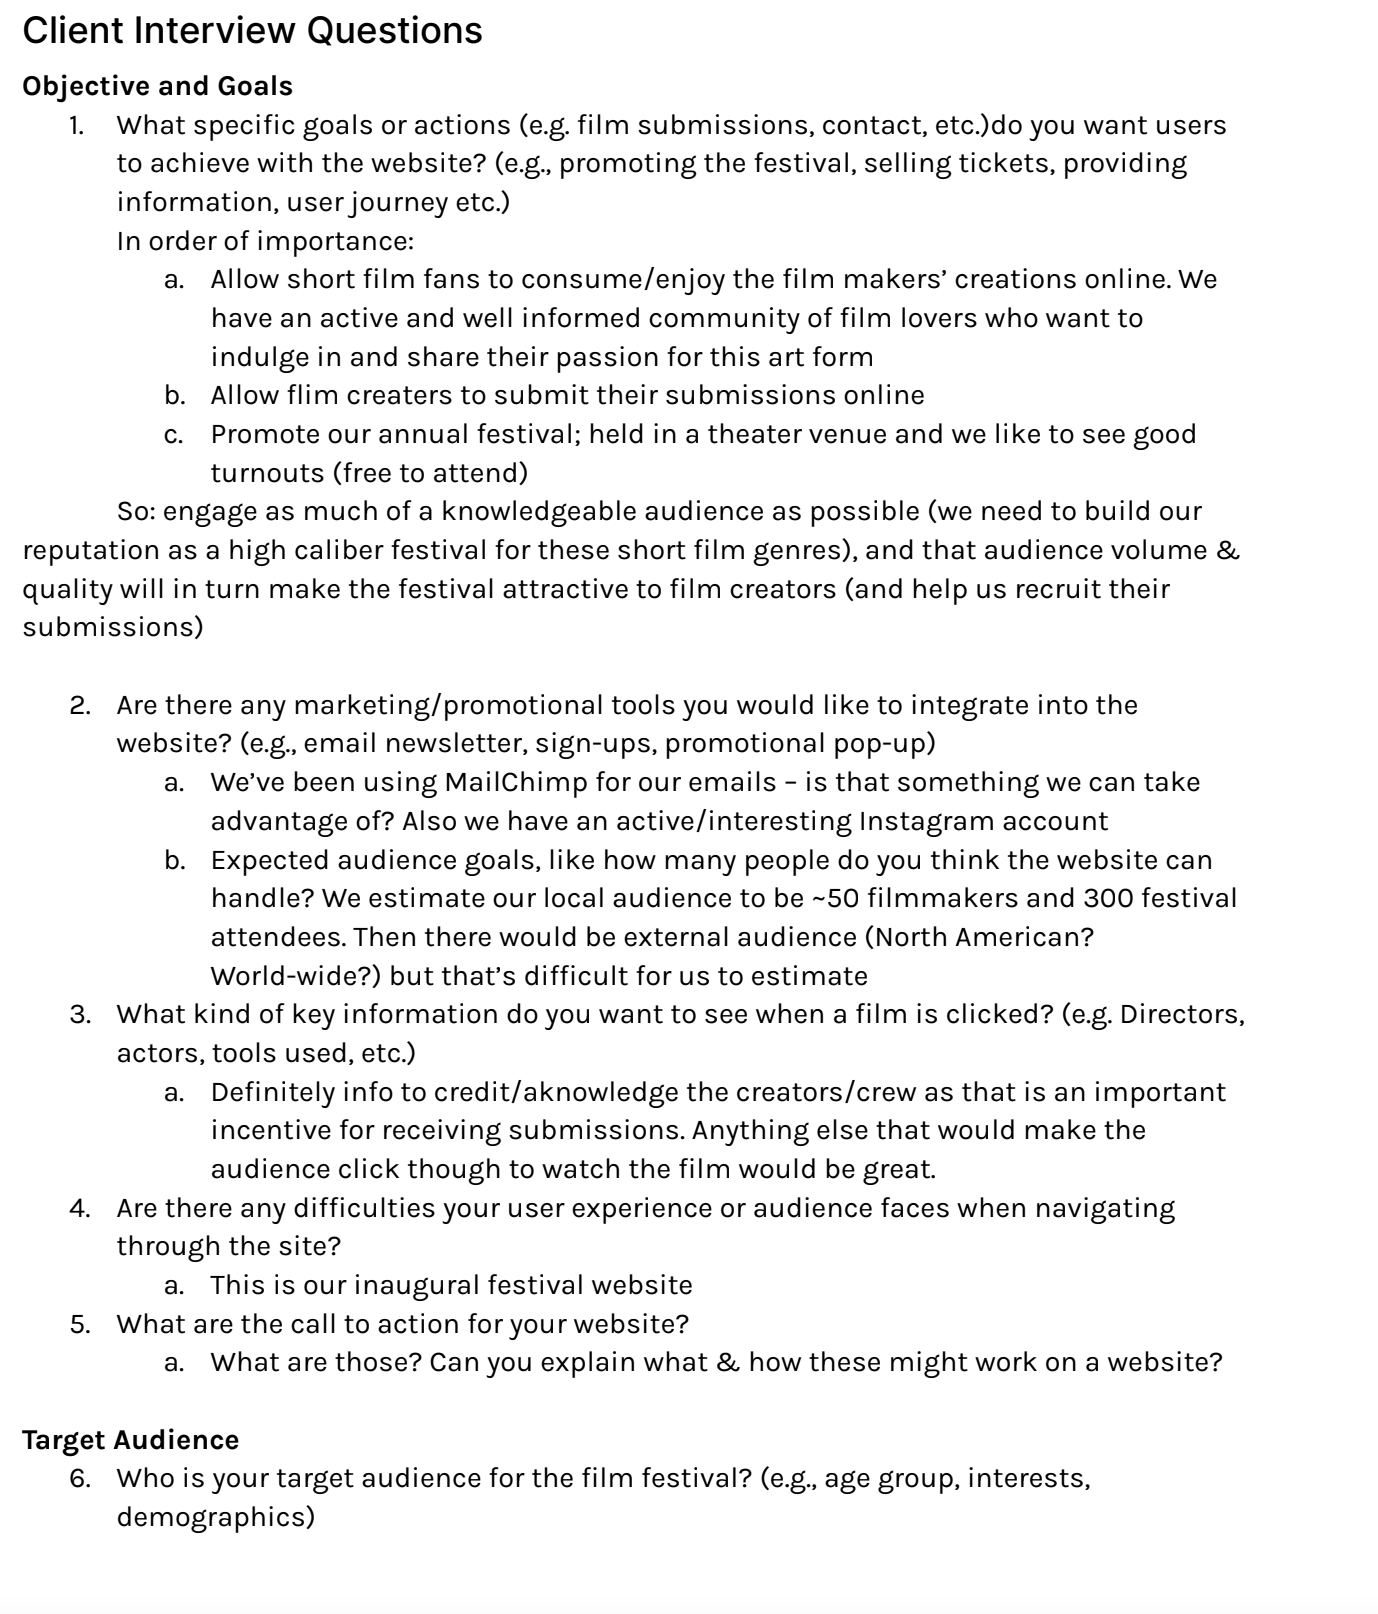 Client Interview Questions
Objective and Goals
1. What specific goals or actions (e.g. film submissions, contact, etc.)do you want users
to achieve with the website? (e.g., promoting the festival, selling tickets, providing
information, user journey etc.)
In order of importance:
a. Allow short film fans to consume/enjoy the film makers’ creations online. We
have an active and well informed community of film lovers who want to
indulge in and share their passion for this art form
b. Allow flim creaters to submit their submissions online
c. Promote our annual festival; held in a theater venue and we like to see good
turnouts (free to attend)
So: engage as much of a knowledgeable audience as possible (we need to build our
reputation as a high caliber festival for these short film genres), and that audience volume &
quality will in turn make the festival attractive to film creators (and help us recruit their
submissions)
2. Are there any marketing/promotional tools you would like to integrate into the
website? (e.g., email newsletter, sign-ups, promotional pop-up)
a. We’ve been using MailChimp for our emails – is that something we can take
advantage of? Also we have an active/interesting Instagram account
b. Expected audience goals, like how many people do you think the website can
handle? We estimate our local audience to be ~50 filmmakers and 300 festival
attendees. Then there would be external audience (North American?
World-wide?) but that’s difficult for us to estimate
3. What kind of key information do you want to see when a film is clicked? (e.g. Directors,
actors, tools used, etc.)
a. Definitely info to credit/aknowledge the creators/crew as that is an important
incentive for receiving submissions. Anything else that would make the
audience click though to watch the film would be great.
4. Are there any difficulties your user experience or audience faces when navigating
through the site?
a. This is our inaugural festival website
5. What are the call to action for your website?
a. What are those? Can you explain what & how these might work on a website?
Target Audience
6. Who is your target audience for the film festival? (e.g., age group, interests,
demographics)